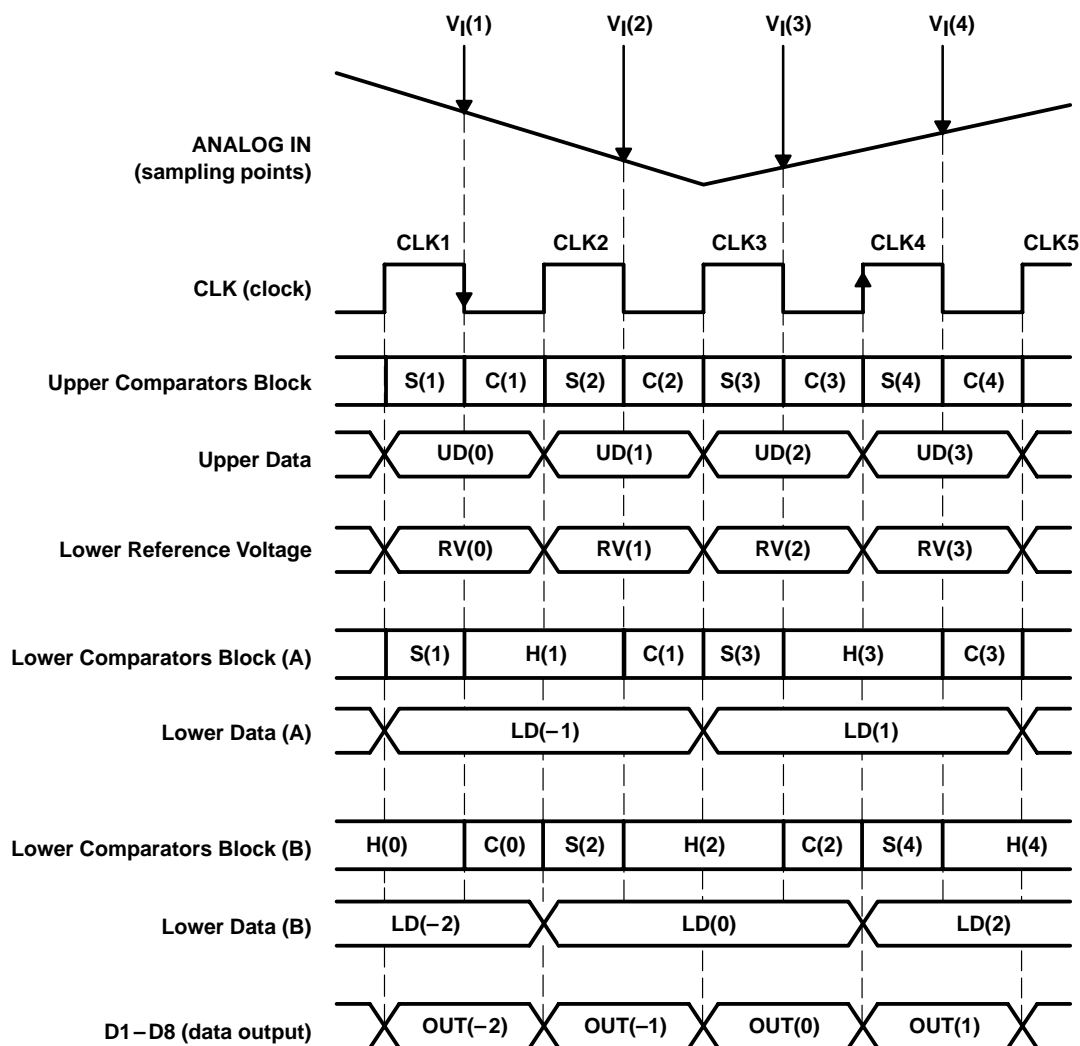 VI(1) VI(2) VI(3) VI(4)
ANALOG IN
(sampling points)
CLK1 CLK2 CLK3 CLK4 CLK5
CLK (clock)
Upper Comparators Block S(1) C(1) S(2) C(2) S(3) C(3) S(4) C(4)
Upper Data UD(0) UD(1) UD(2) UD(3)
Lower Reference Voltage RV(0) RV(1) RV(2) RV(3)
Lower Comparators Block (A) S(1) H(1) C(1) S(3) H(3) C(3)
Lower Data (A) LD(−1) LD(1)
Lower Comparators Block (B) H(0) C(0) S(2) H(2) C(2) S(4) H(4)
Lower Data (B) LD(−2) LD(0) LD(2)
D1−D8 (data output) OUT(−2) OUT(−1) OUT(0) OUT(1)